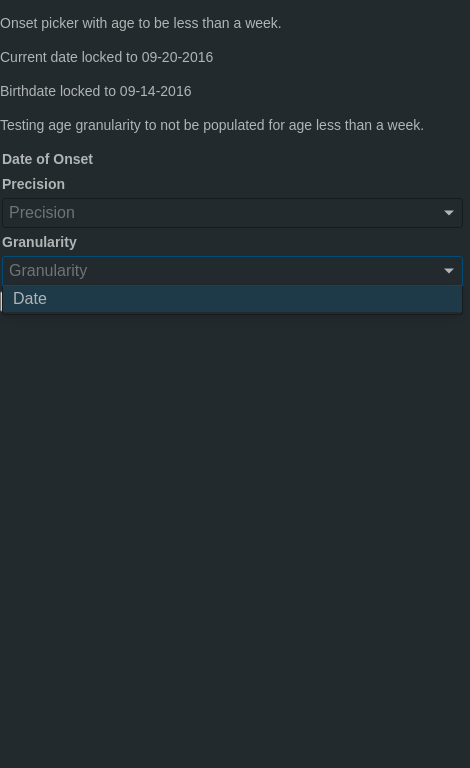 Onset picker with age to be less than a week.
Current date locked to 09-20-2016
Birthdate locked to 09-14-2016
Testing age granularity to not be populated for age less than a week.
Date of Onset
Precision
Precision
Granularity
Granularity
Date